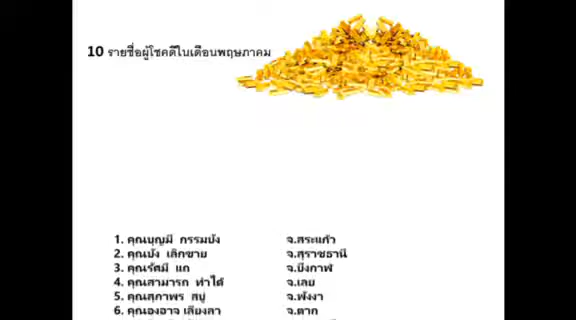 10 รายชื่อผู้โชคดีในเดือนพฤษภาคม
1. คุณบุญมี กรรมบัง จ.สระแก้ว
2. คุณบัง เลิกขาย จ.สุราชธานี
3. คุณรัศมี แถ จ.บึงกาฬ
4. คุณสามารถ ทำได้ จ.เลย
5. คุณสุภาพร สบู่ จ.พังงา
6. คุณองอาจ เสียงสา จ.ตาก